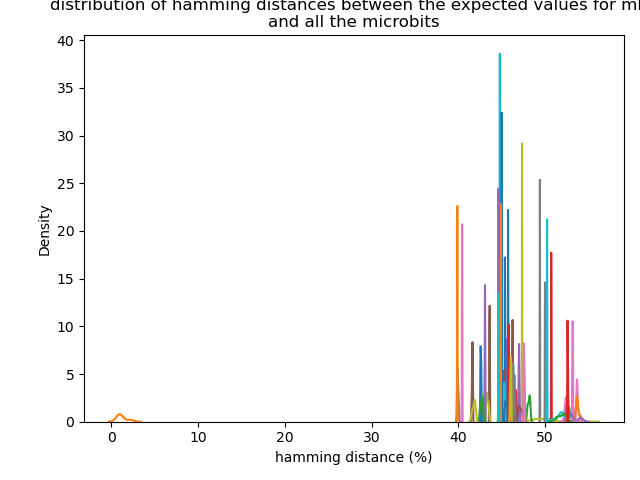 distribution of hamming distances between the expected values for
and all the microbits
40
35
30
25
20
15
10
5
0
Density
0 10 20 30 40 50
hamming distance (%)